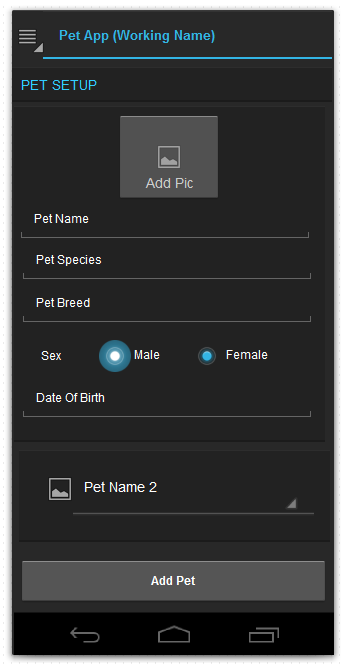 Pet App (Working Name)
PET SETUP
Add Pic
Pet Name
Pet Species
Pet Breed
Sex Male Female
Date Of Birth
Pet Name 2
Add Pet